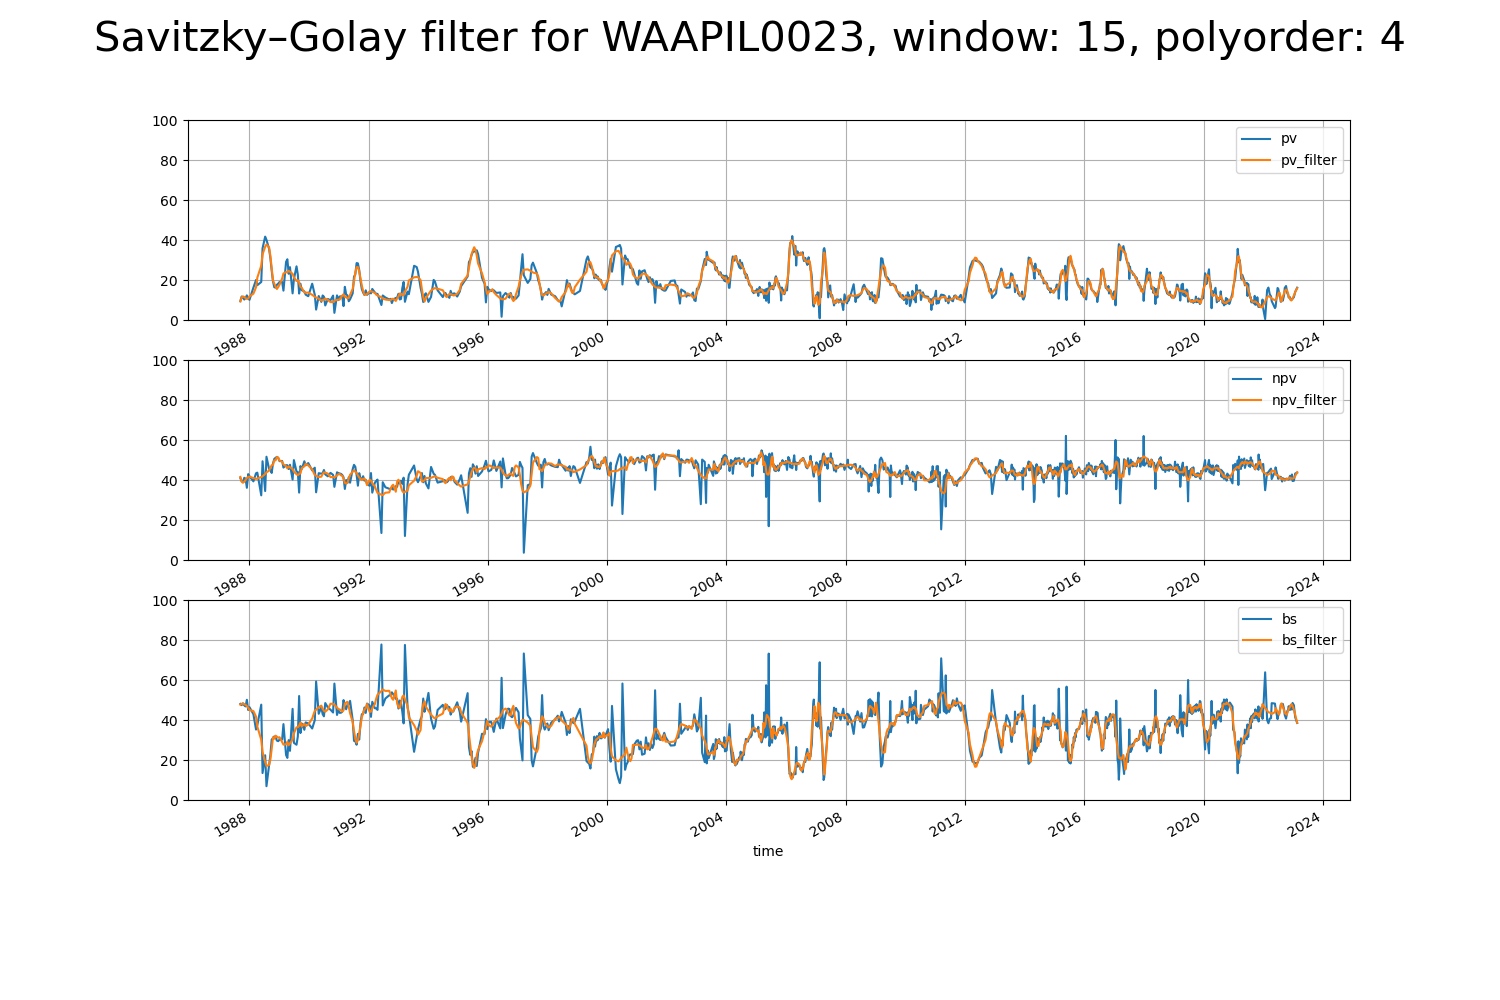 Savitzky–Golay filter for WAAPIL0023, window: 15, polyorder: 4
100
80
60
40
20
0
pv
pv_filter
1988 1992 1996 2000 2004 2008 2012 2016 2020 2024
100
80
60
40
20
0
npv
npv_filter
1988 1992 1996 2000 2004 2008 2012 2016 2020 2024
100
80
60
40
20
0
bs
bs_filter
1988 1992 1996 2000 2004 2008 2012 2016 2020 2024
time